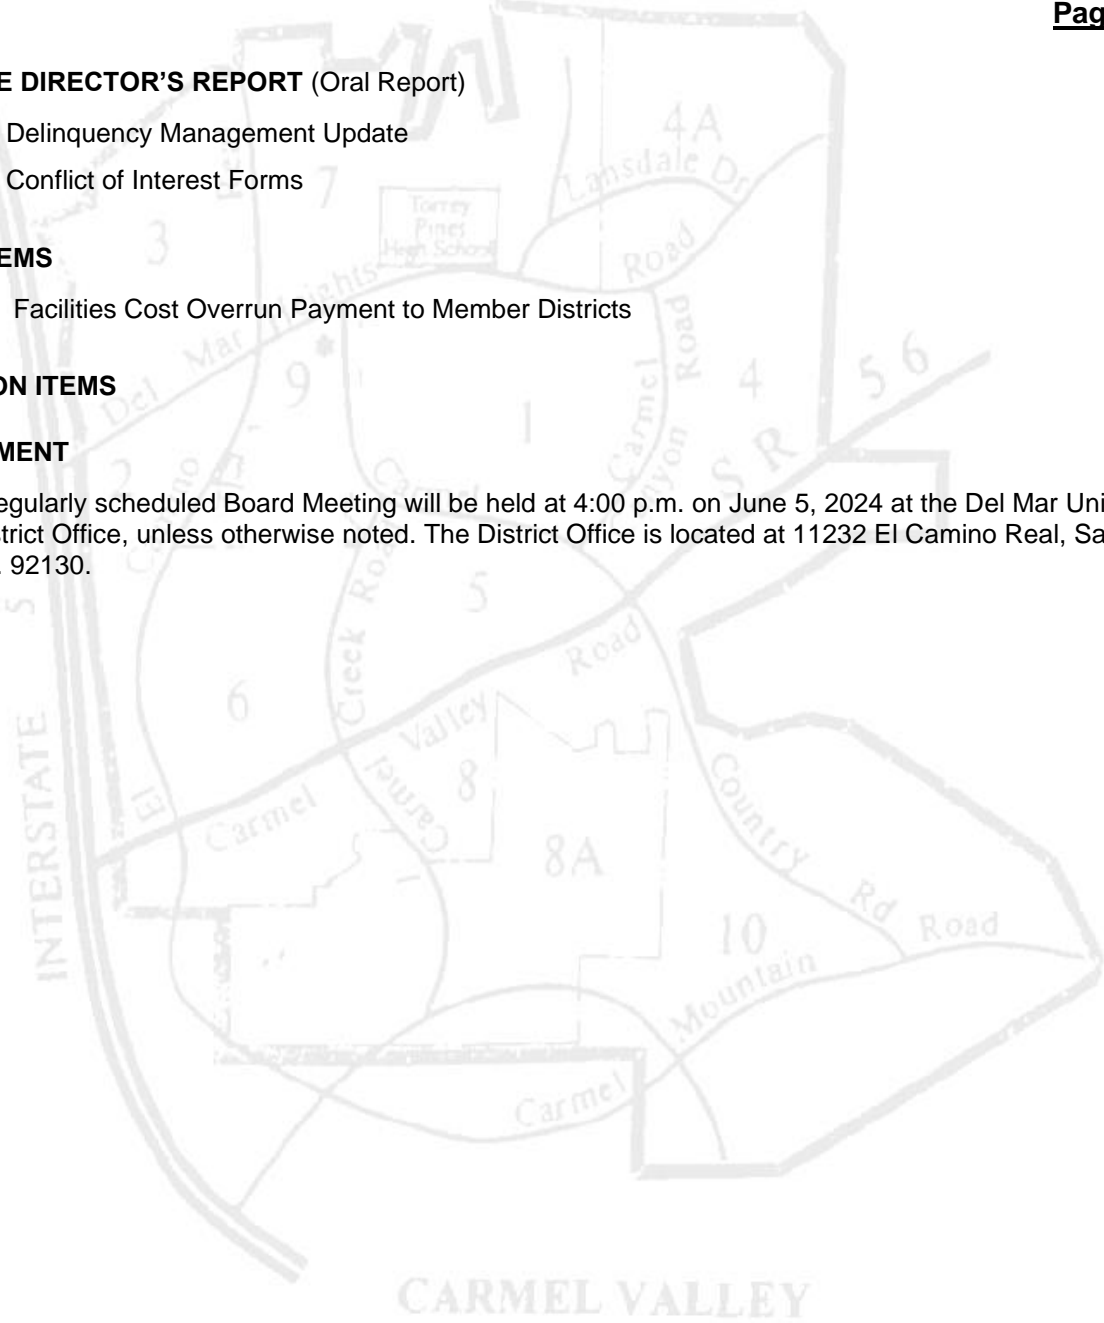 Pag
E DIRECTOR'S REPORT (Oral Report)
Delinquency Management Update
Conflict of Interest Forms
EMS
Facilities Cost Overrun Payment to Member Districts
ON ITEMS
MENT
egularly scheduled Board Meeting will be held at 4:00 p.m. on June 5, 2024 at the Del Mar Uni
strict Office, unless otherwise noted. The District Office is located at 11232 El Camino Real, Sa
. 92130.
4A
Lansdale Dr
7
Torrey
Pines
High School
3
Road
Del Mar Heights
9
1
4
Carmel
Road
56
SR
2
Camino
Carmel
Creek Road
5
6
Carmel Valley Road
8
Carmel
8A
El
Country Rd
INTERSTATE 5
10
Carmel Mountain Road
CARMEL VALLEY